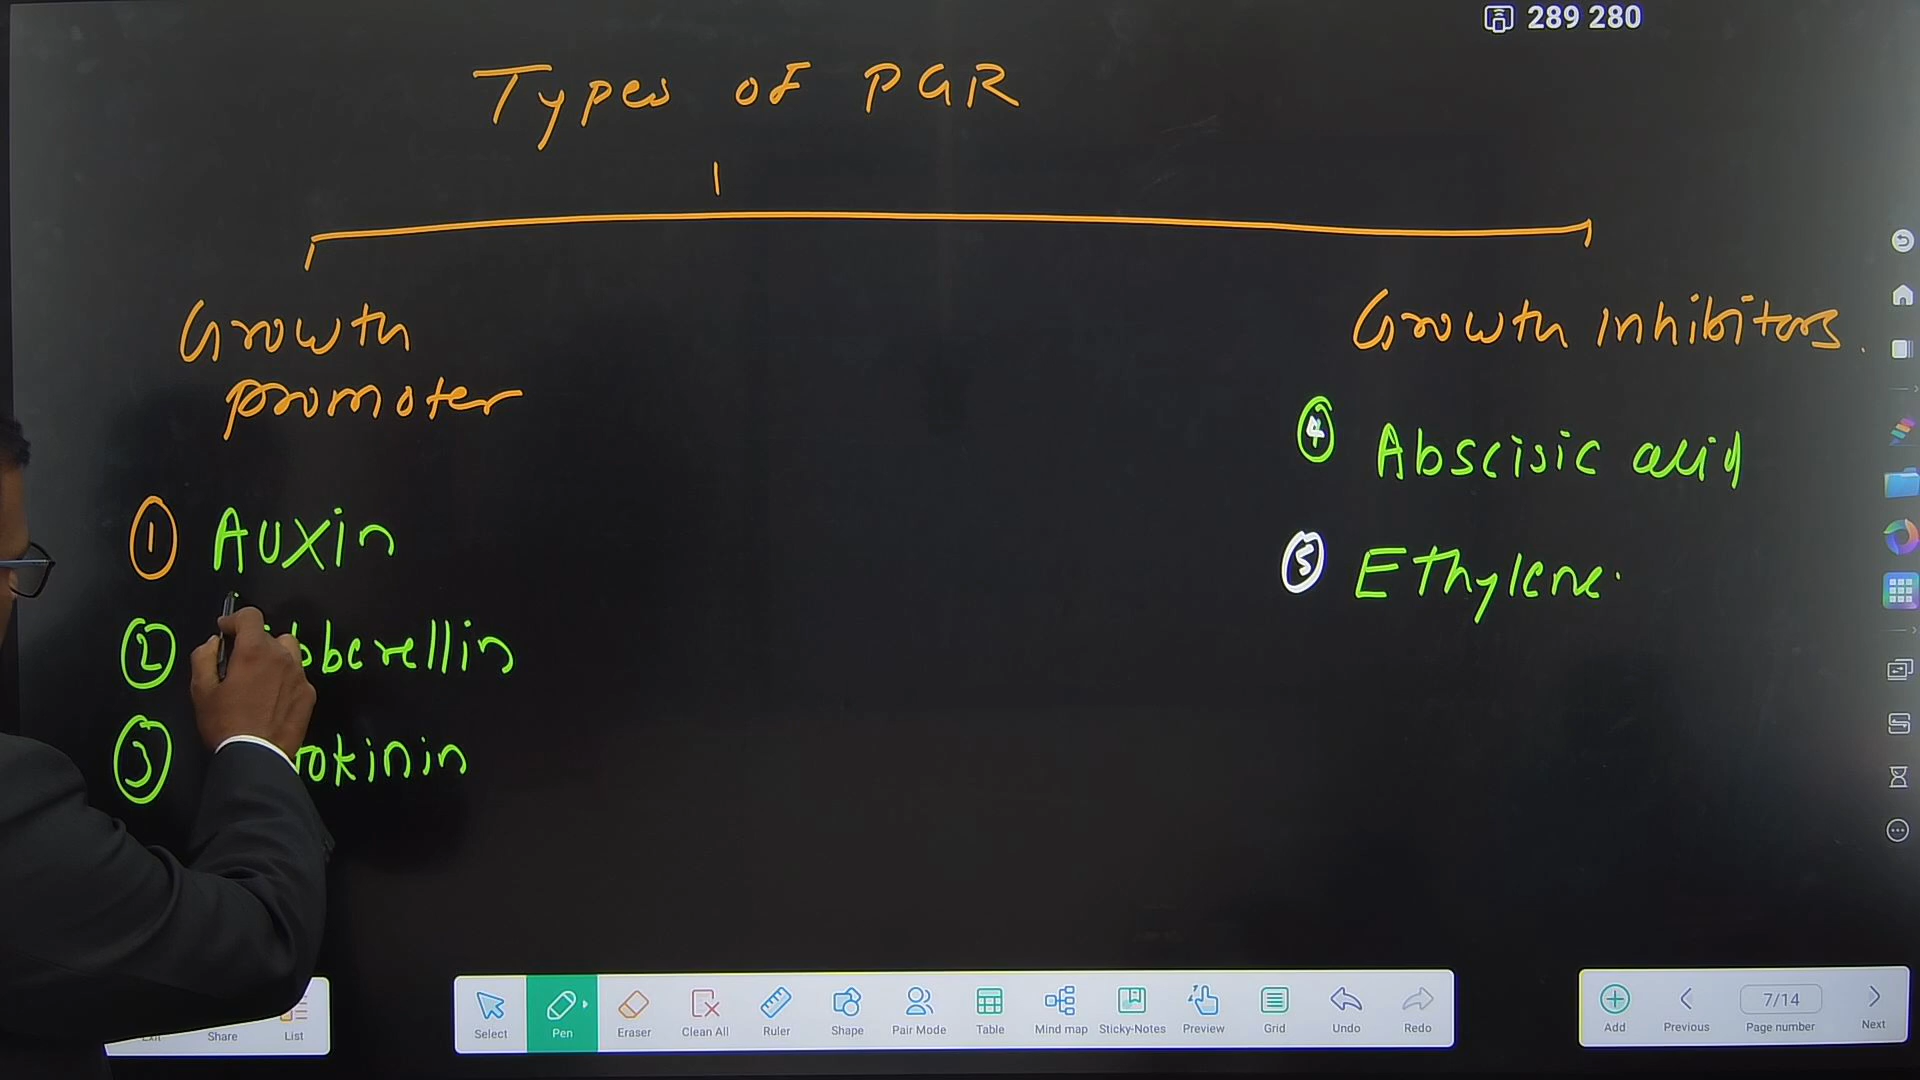 289 280
Types of PGR
Growth
promoter
Growth inhibitors.
① Auxin
②
③
④ Abscisic acid
⑤ Ethylene.
Share
List
Select
Pen
Eraser
Clean All
Ruler
Shape
Pair Mode
Table
Mind map
Sticky-Notes
Preview
Grid
Undo
Redo
Add
Previous
7/14
Page number
Next